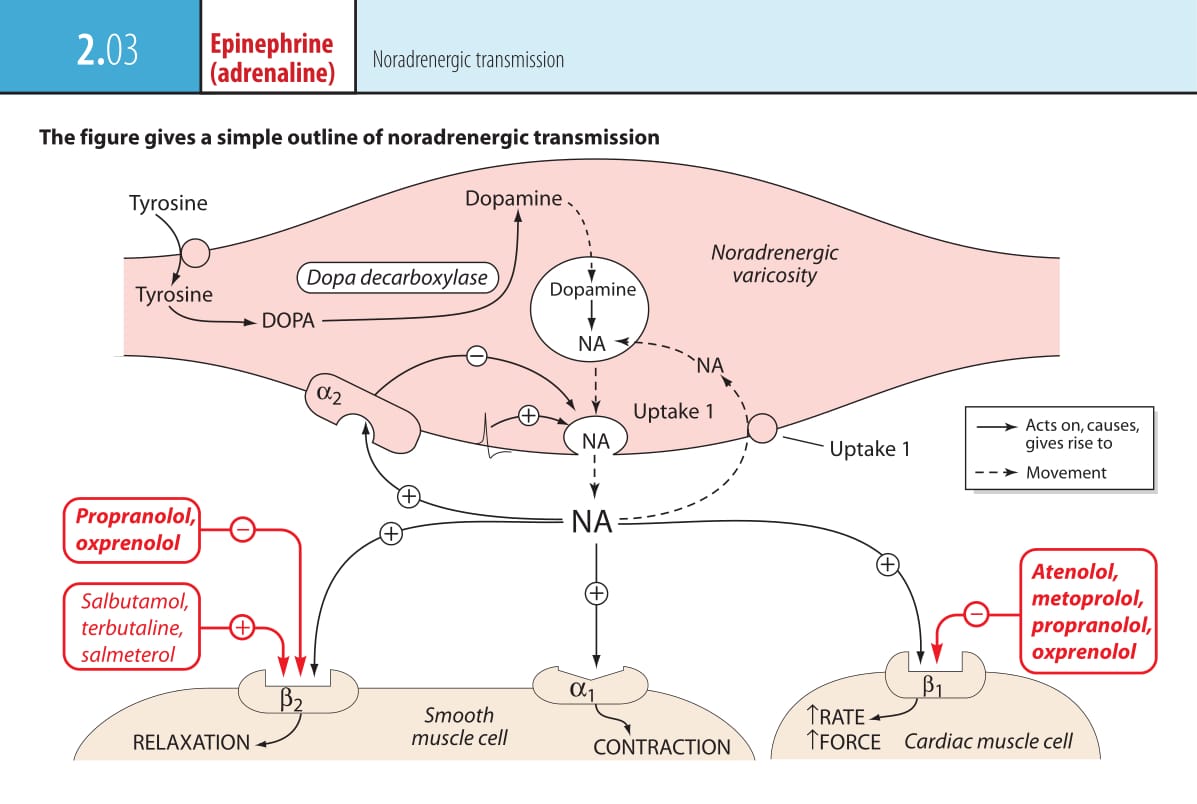 2.03
Epinephrine
(adrenaline)
Noradrenergic transmission
The figure gives a simple outline of noradrenergic transmission
Tyrosine
Dopamine
Noradrenergic
varicosity
Dopa decarboxylase
Tyrosine
Dopamine
DOPA
NA
NA
−
α2
+
Uptake 1
NA
Uptake 1
Acts on, causes,
gives rise to
Movement
+
NA
+
Propranolol,
oxprenolol
−
+
+
Salbutamol,
terbutaline,
salmeterol
+
Atenolol,
metoprolol,
propranolol,
oxprenolol
−
β2
α1
β1
RELAXATION
Smooth
muscle cell
CONTRACTION
↑RATE
↑FORCE
Cardiac muscle cell